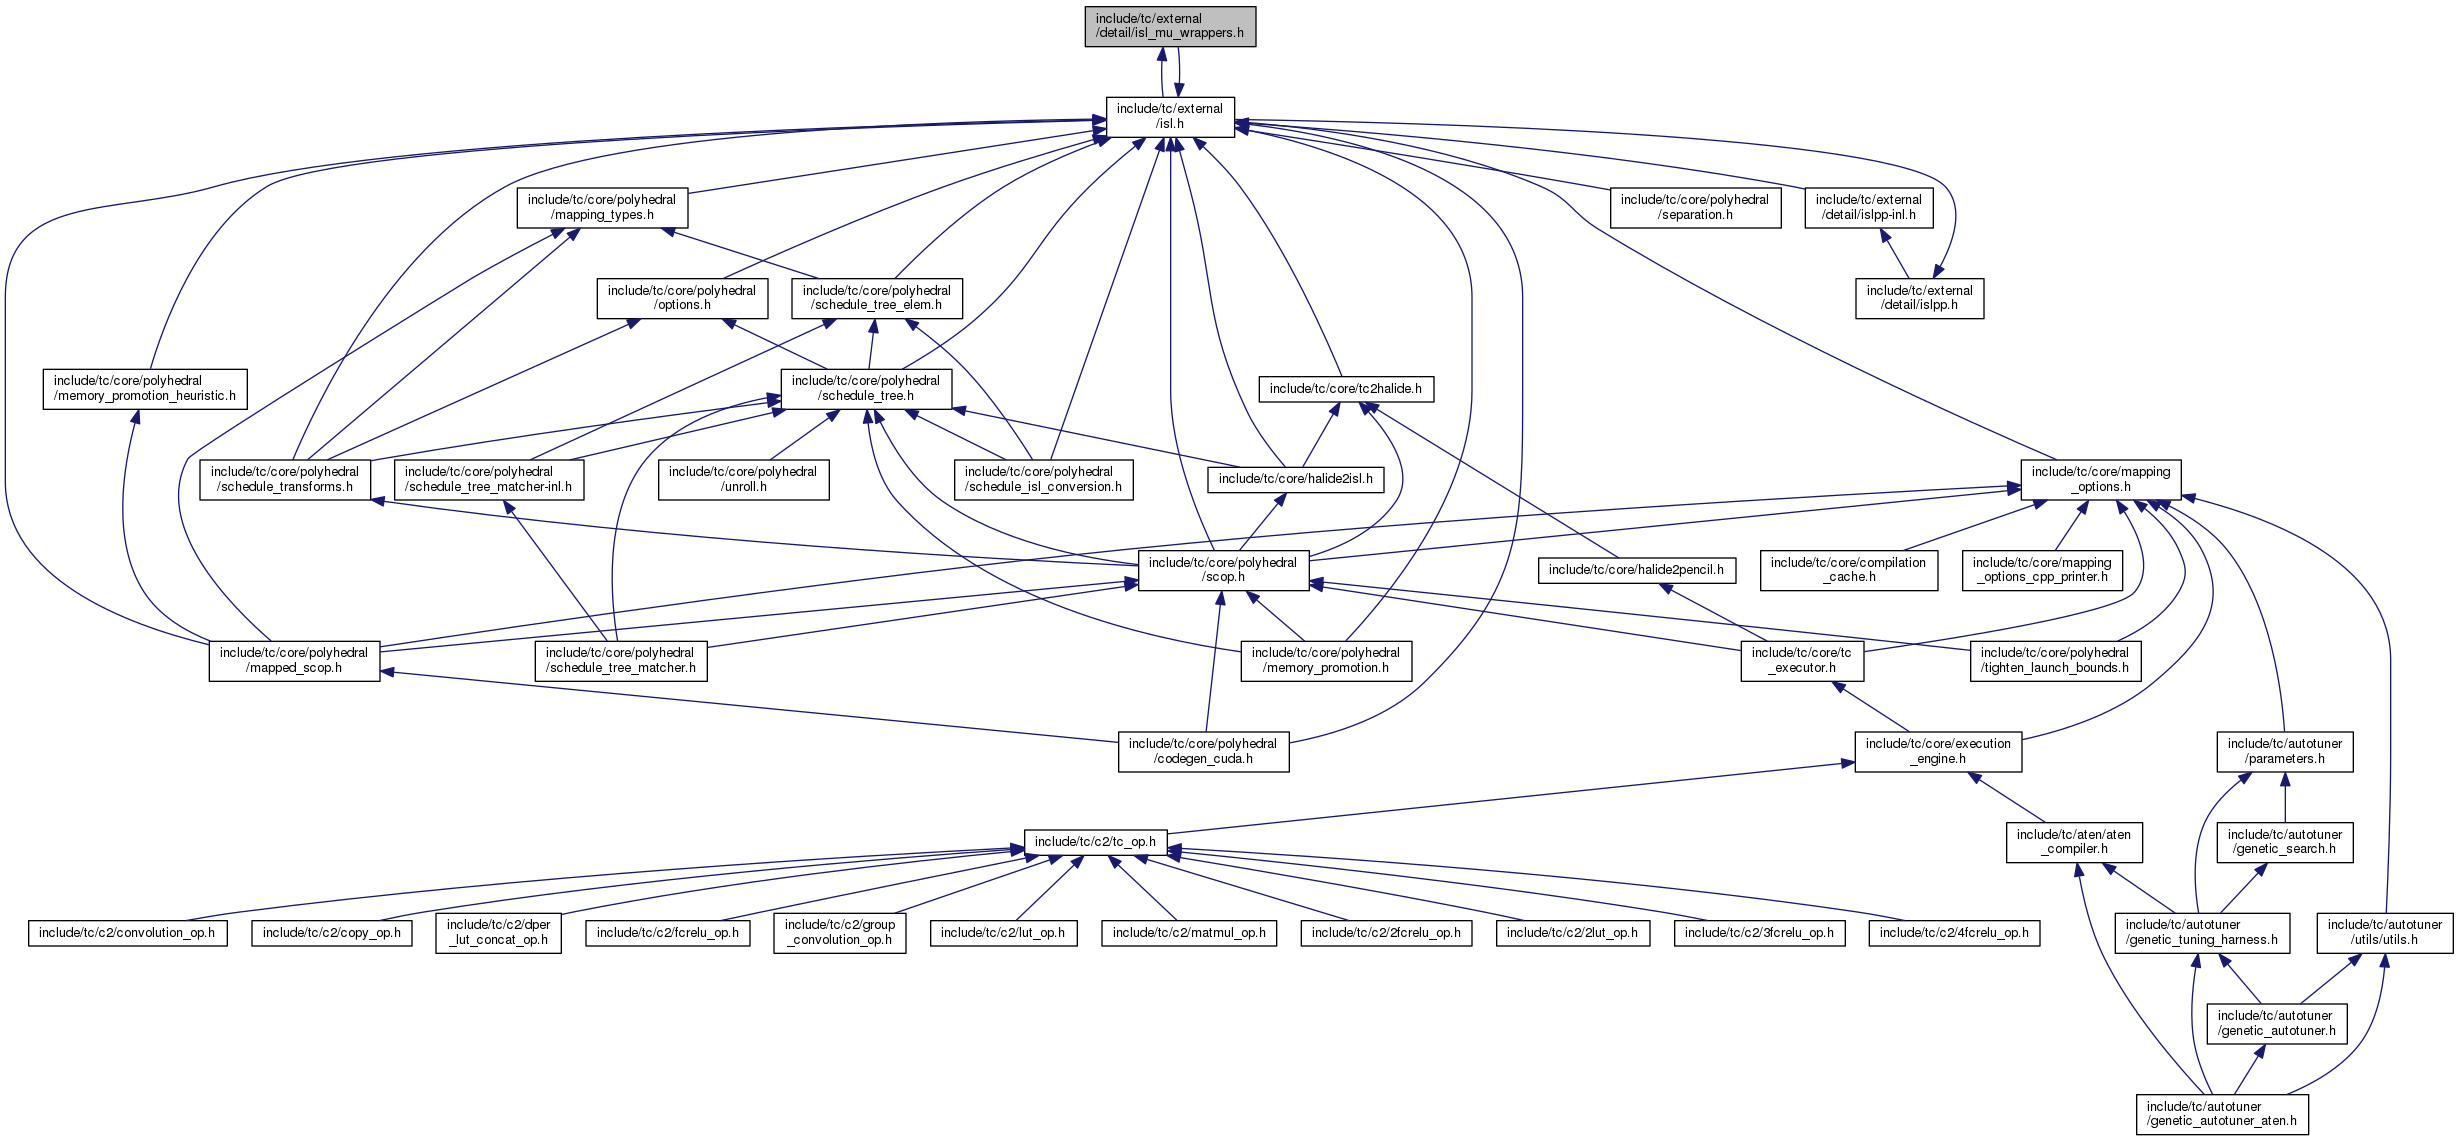 include/tc/external
/detail/isl_mu_wrappers.h
include/tc/external
/isl.h
include/tc/core/polyhedral
/mapping_types.h
include/tc/core/polyhedral
/separation.h
include/tc/external
/detail/islpp-inl.h
include/tc/core/polyhedral
/options.h
include/tc/core/polyhedral
/schedule_tree_elem.h
include/tc/external
/detail/islpp.h
include/tc/core/polyhedral
/memory_promotion_heuristic.h
include/tc/core/polyhedral
/schedule_tree.h
include/tc/core/tc2halide.h
include/tc/core/polyhedral
/schedule_transforms.h
include/tc/core/polyhedral
/schedule_tree_matcher-inl.h
include/tc/core/polyhedral
/unroll.h
include/tc/core/polyhedral
/schedule_isl_conversion.h
include/tc/core/halide2isl.h
include/tc/core/mapping
_options.h
include/tc/core/polyhedral
/scop.h
include/tc/core/halide2pencil.h
include/tc/core/compilation
_cache.h
include/tc/core/mapping
_options_cpp_printer.h
include/tc/core/polyhedral
/mapped_scop.h
include/tc/core/polyhedral
/schedule_tree_matcher.h
include/tc/core/polyhedral
/memory_promotion.h
include/tc/core/tc
_executor.h
include/tc/core/polyhedral
/tighten_launch_bounds.h
include/tc/core/polyhedral
/codegen_cuda.h
include/tc/core/execution
_engine.h
include/tc/autotuner
/parameters.h
include/tc/c2/tc_op.h
include/tc/aten/aten
_compiler.h
include/tc/autotuner
/genetic_search.h
include/tc/c2/convolution_op.h
include/tc/c2/copy_op.h
include/tc/c2/dper
_lut_concat_op.h
include/tc/c2/fcrelu_op.h
include/tc/c2/group
_convolution_op.h
include/tc/c2/lut_op.h
include/tc/c2/matmul_op.h
include/tc/c2/2fcrelu_op.h
include/tc/c2/2lut_op.h
include/tc/c2/3fcrelu_op.h
include/tc/c2/4fcrelu_op.h
include/tc/autotuner
/genetic_tuning_harness.h
include/tc/autotuner
/utils/utils.h
include/tc/autotuner
/genetic_autotuner.h
include/tc/autotuner
/genetic_autotuner_aten.h